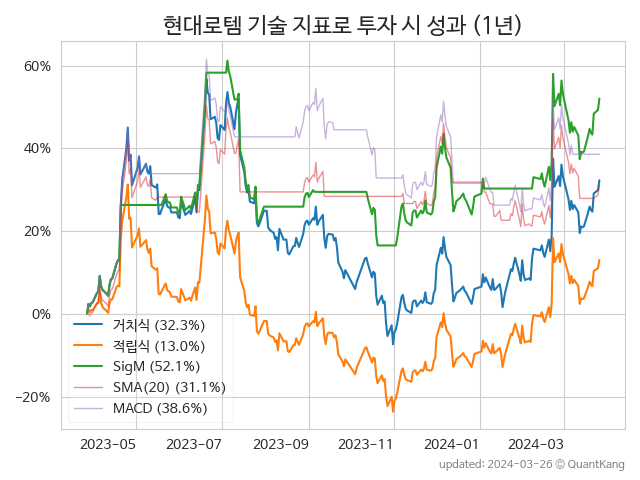 현대로템 기술 지표로 투자 시 성과 (1년)
60%
40%
20%
0%
−20%
거치식 (32.3%)
적립식 (13.0%)
SigM (52.1%)
SMA(20) (31.1%)
MACD (38.6%)
2023-05
2023-07
2023-09
2023-11
2024-01
2024-03
updated: 2024-03-26 © QuantKang